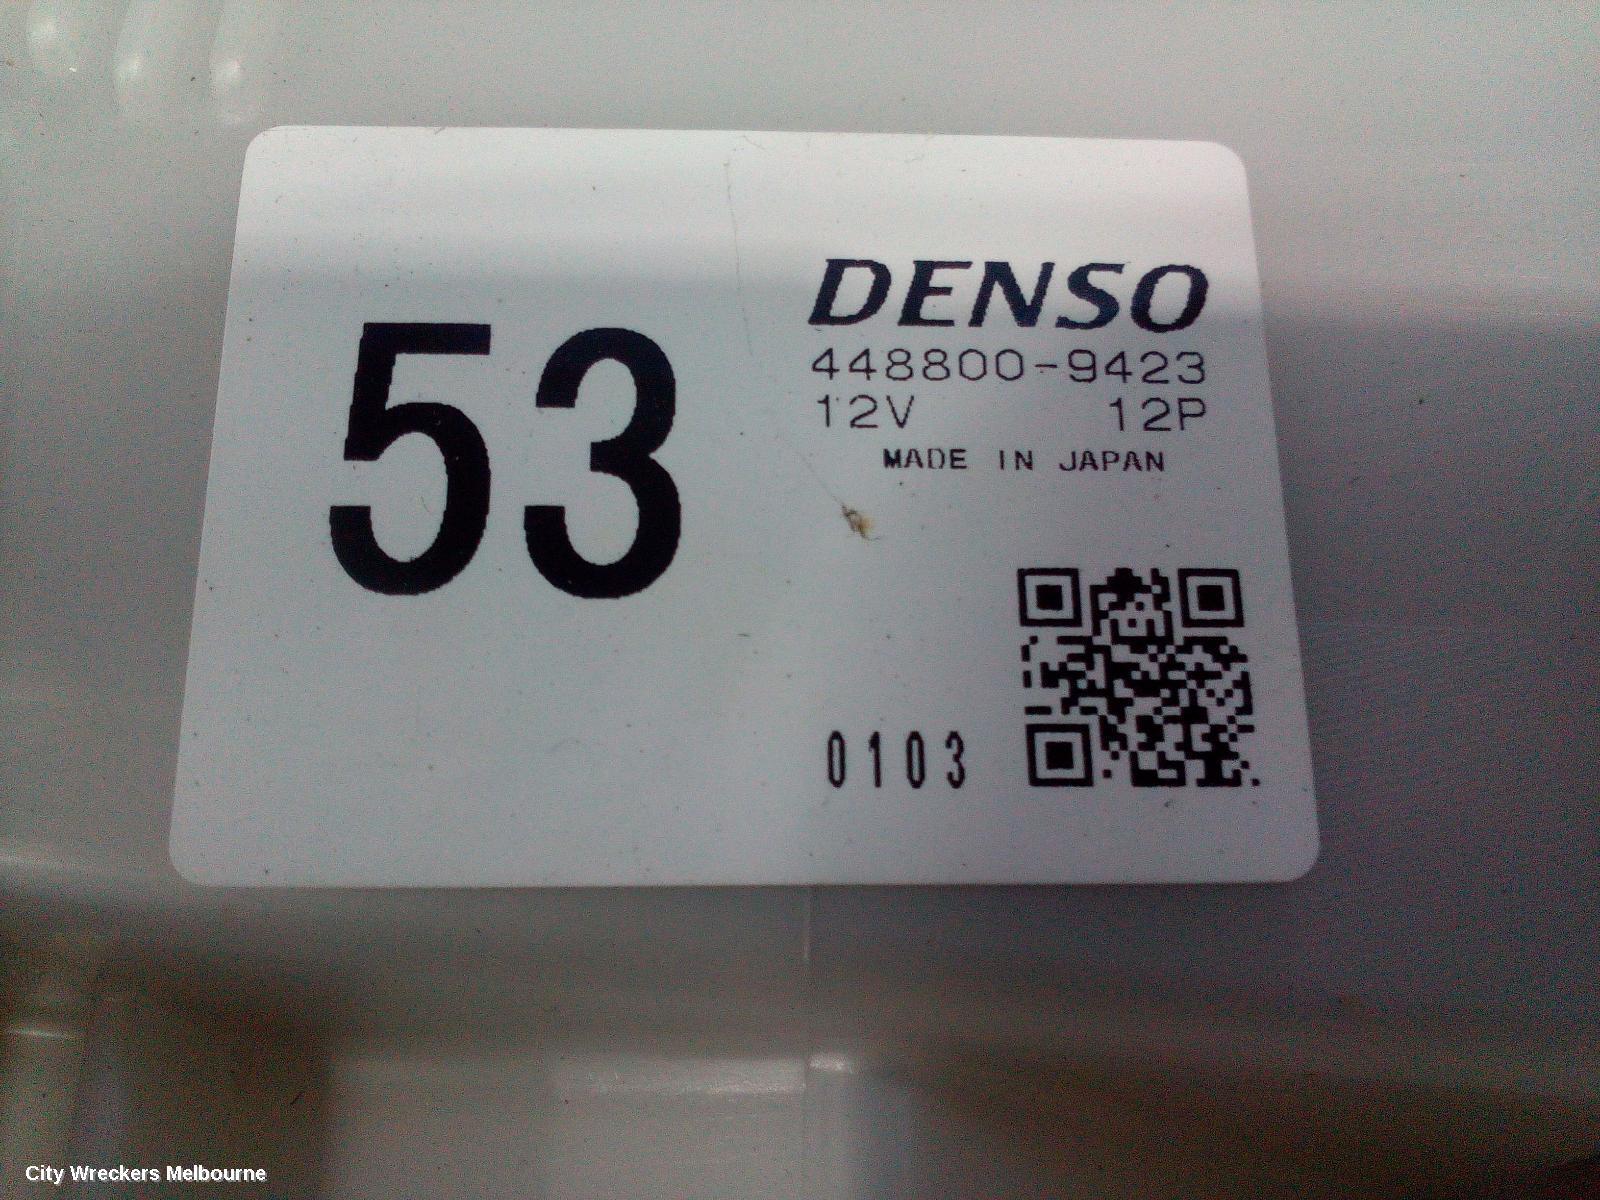 53
DENSO
448800-9423
12V 12P
MADE IN JAPAN
0103
City Wreckers Melbourne